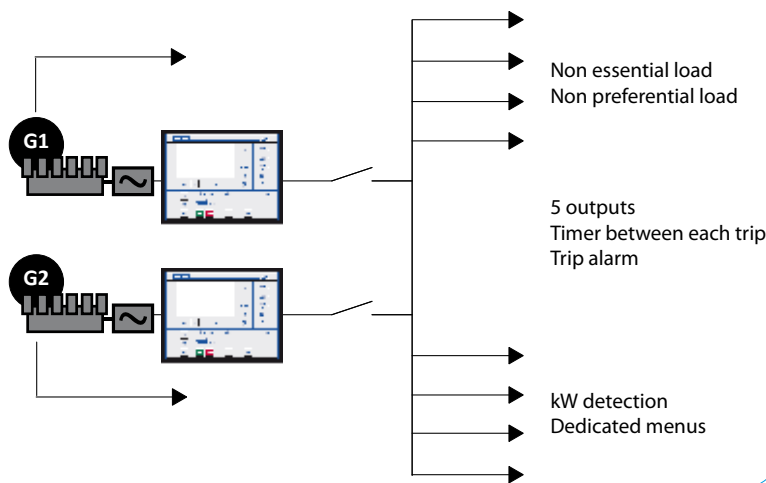 G1
Non essential load
Non preferential load
5 outputs
Timer between each trip
Trip alarm
G2
kW detection
Dedicated menus